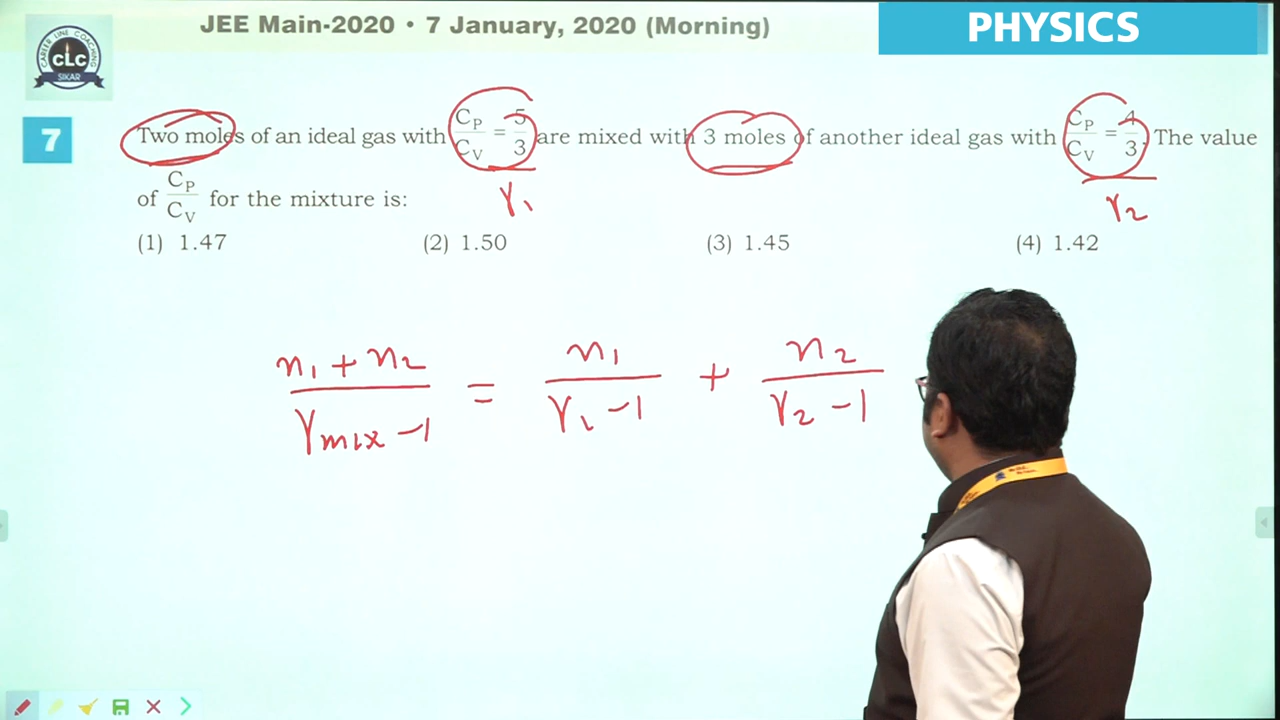 JEE Main-2020 • 7 January, 2020 (Morning)
PHYSICS
CAREER LINE COACHING
CLC
SIKAR
7
Two moles of an ideal gas with C_P/C_V = 5/3 are mixed with 3 moles of another ideal gas with C_P/C_V = 4/3. The value
γ₁
γ₂
of C_P/C_V for the mixture is:
(1) 1.47 (2) 1.50 (3) 1.45 (4) 1.42
(n₁ + n₂)/(γmix − 1) = n₁/(γ₁ − 1) + n₂/(γ₂ − 1)